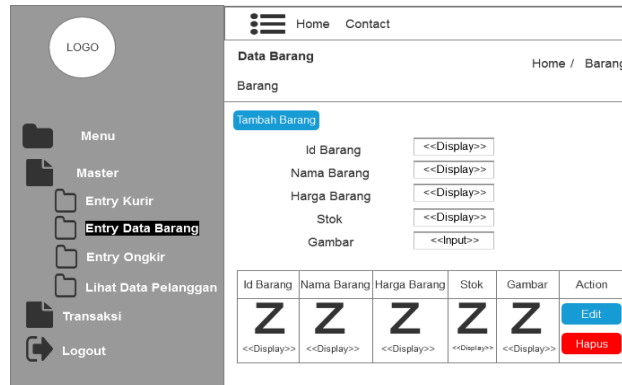 LOGO
Menu
Master
Entry Kurir
Entry Data Barang
Entry Ongkir
Lihat Data Pelanggan
Transaksi
Logout
Home Contact
Data Barang
Home / Barang
Barang
Tambah Barang
Id Barang <<Display>>
Nama Barang <<Display>>
Harga Barang <<Display>>
Stok <<Display>>
Gambar <<Input>>
Id Barang Nama Barang Harga Barang Stok Gambar Action
Z Z Z Z Z Edit
<<Display>> <<Display>> <<Display>> <<Display>> <<Display>> Hapus